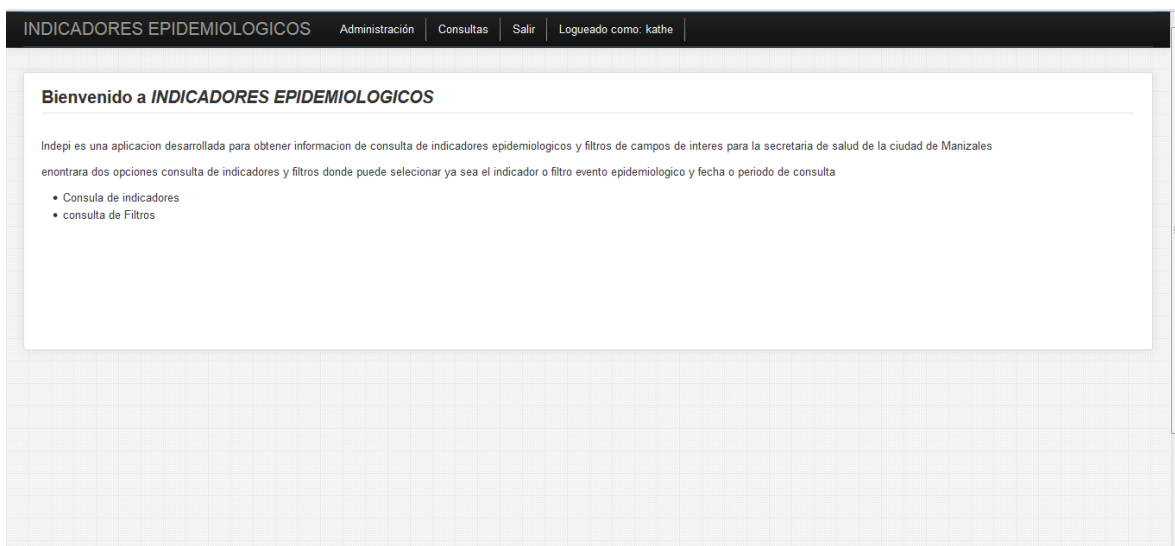 INDICADORES EPIDEMIOLOGICOS Administración Consultas Salir Logueado como: kathe
Bienvenido a INDICADORES EPIDEMIOLOGICOS
Indepi es una aplicacion desarrollada para obtener informacion de consulta de indicadores epidemiologicos y filtros de campos de interes para la secretaria de salud de la ciudad de Manizales
enontrara dos opciones consulta de indicadores y filtros donde puede selecionar ya sea el indicador o filtro evento epidemiologico y fecha o periodo de consulta
• Consula de indicadores
• consulta de Filtros